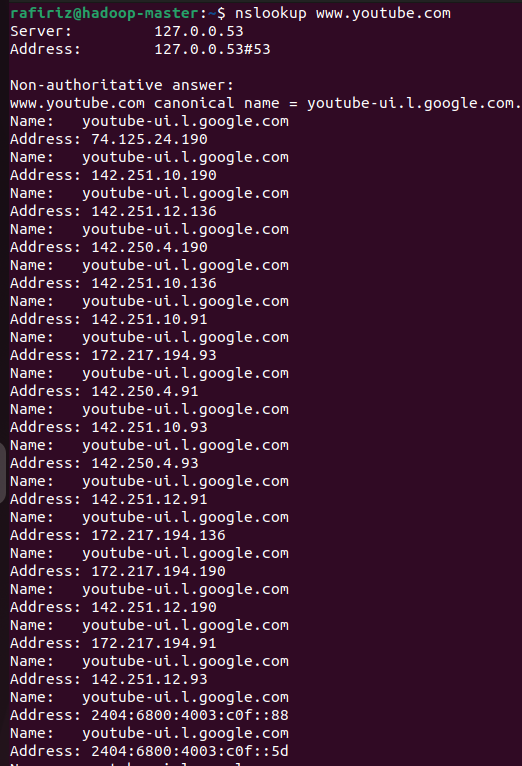 rafiriz@hadoop-master:~$ nslookup www.youtube.com
Server:         127.0.0.53
Address:        127.0.0.53#53

Non-authoritative answer:
www.youtube.com canonical name = youtube-ui.l.google.com.
Name:   youtube-ui.l.google.com
Address: 74.125.24.190
Name:   youtube-ui.l.google.com
Address: 142.251.10.190
Name:   youtube-ui.l.google.com
Address: 142.251.12.136
Name:   youtube-ui.l.google.com
Address: 142.250.4.190
Name:   youtube-ui.l.google.com
Address: 142.251.10.136
Name:   youtube-ui.l.google.com
Address: 142.251.10.91
Name:   youtube-ui.l.google.com
Address: 172.217.194.93
Name:   youtube-ui.l.google.com
Address: 142.250.4.91
Name:   youtube-ui.l.google.com
Address: 142.251.10.93
Name:   youtube-ui.l.google.com
Address: 142.250.4.93
Name:   youtube-ui.l.google.com
Address: 142.251.12.91
Name:   youtube-ui.l.google.com
Address: 172.217.194.136
Name:   youtube-ui.l.google.com
Address: 172.217.194.190
Name:   youtube-ui.l.google.com
Address: 142.251.12.190
Name:   youtube-ui.l.google.com
Address: 172.217.194.91
Name:   youtube-ui.l.google.com
Address: 142.251.12.93
Name:   youtube-ui.l.google.com
Address: 2404:6800:4003:c0f::88
Name:   youtube-ui.l.google.com
Address: 2404:6800:4003:c0f::5d